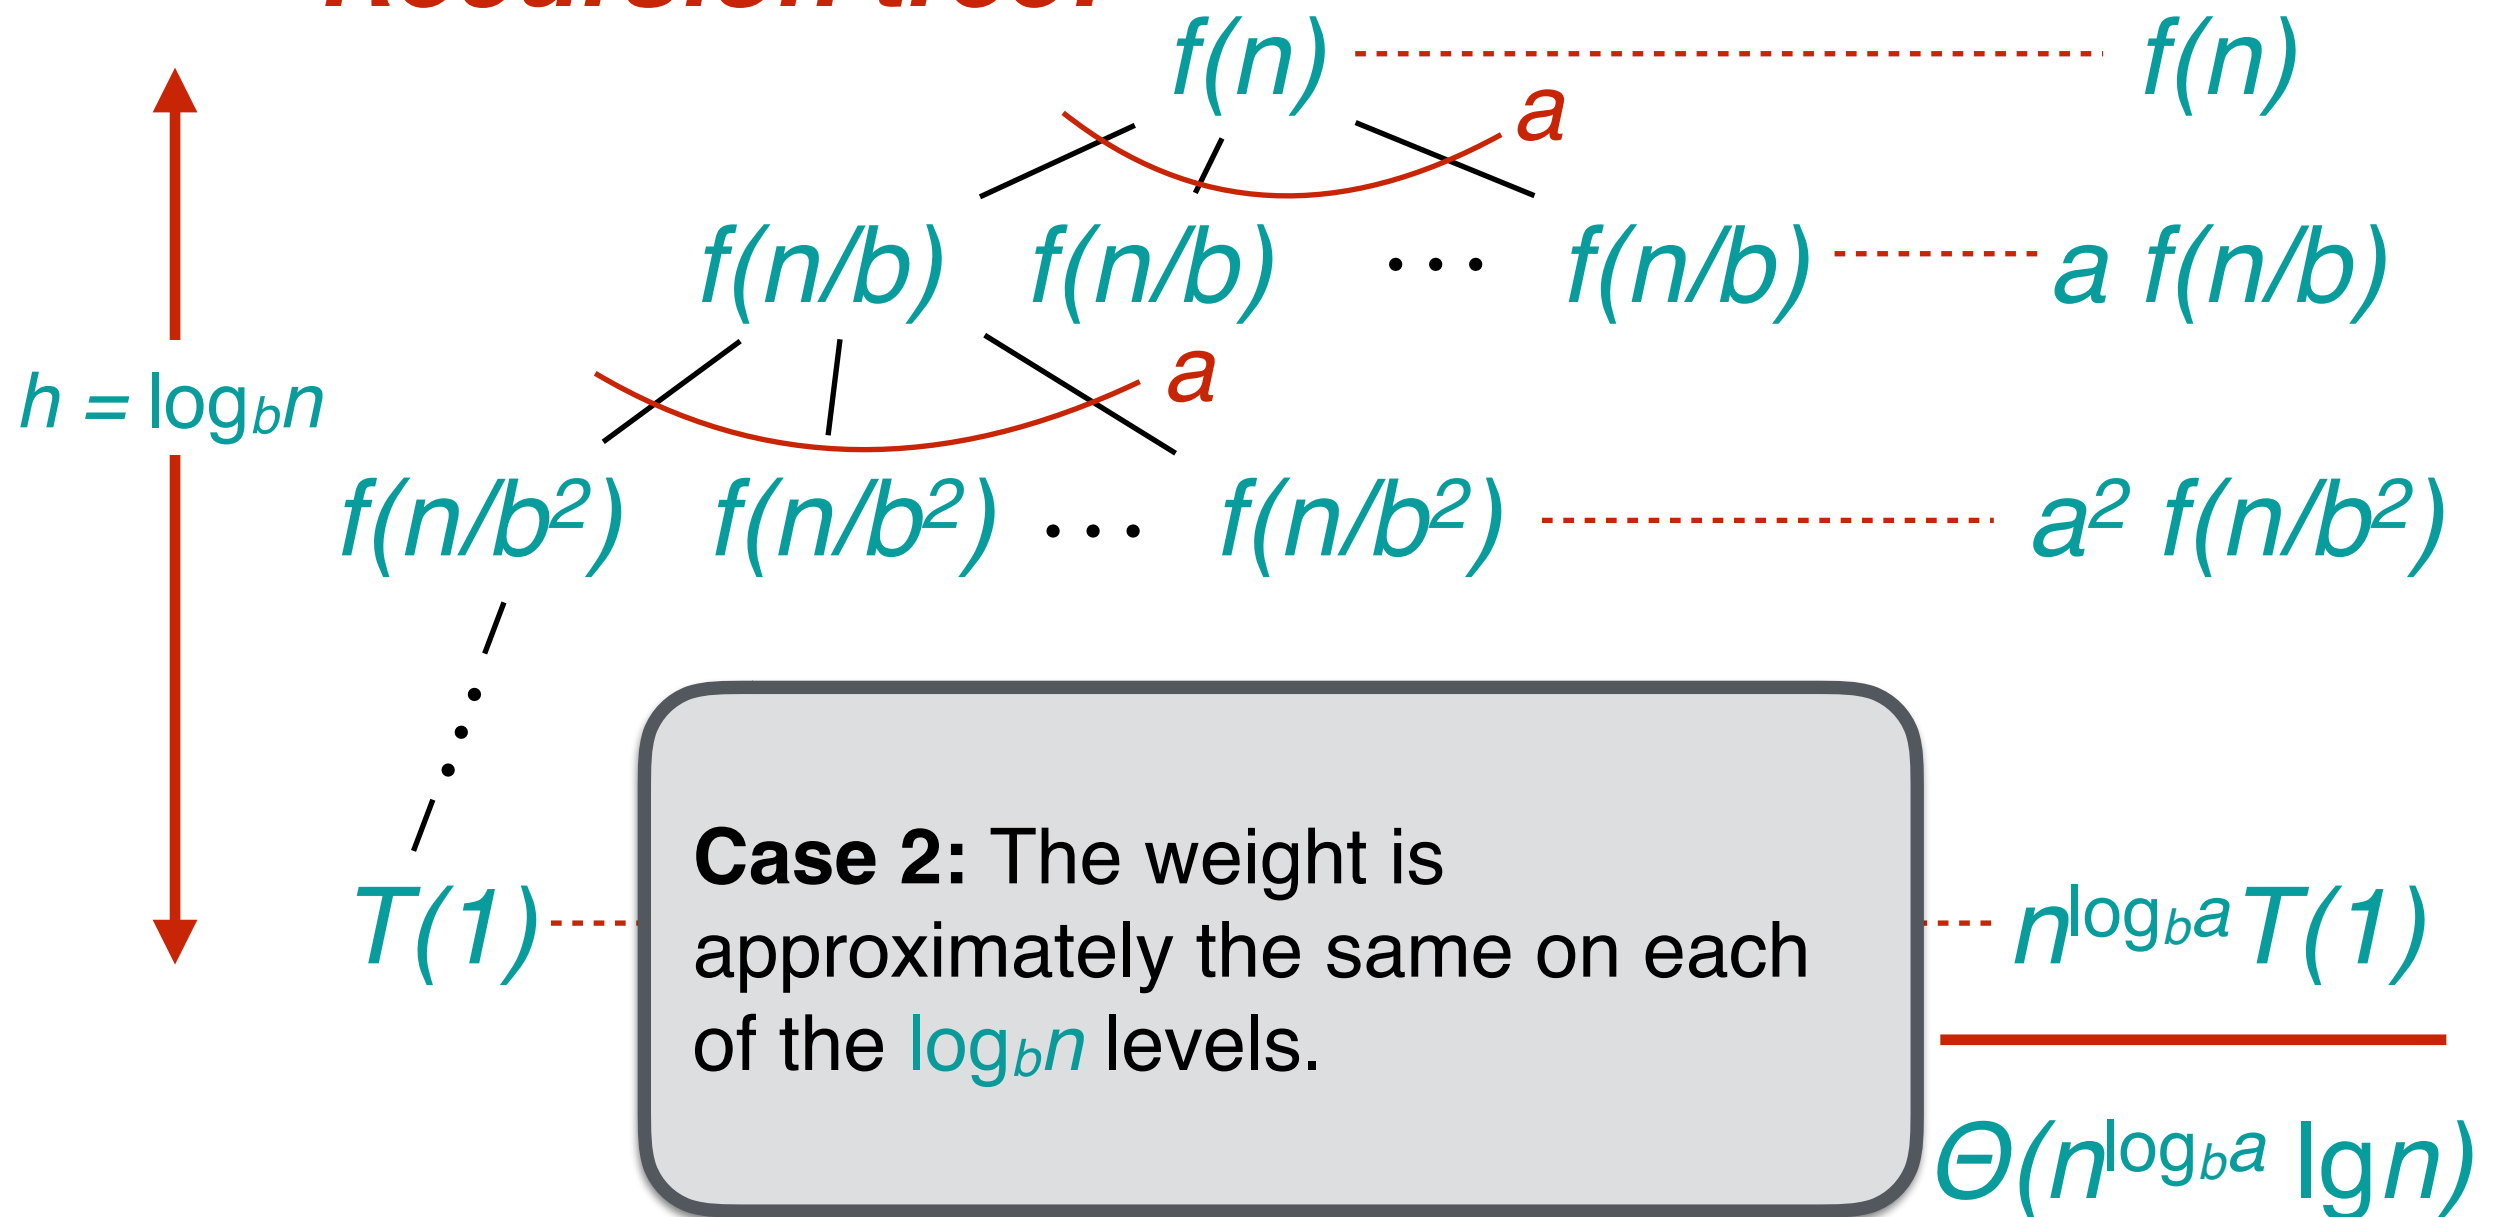 f(n) f(n)
a
f(n/b) f(n/b) ••• f(n/b) a f(n/b)
a
h = log_b n
f(n/b²) f(n/b²) ••• f(n/b²) a² f(n/b²)
T(1) n^{log_b a}T(1)
Case 2: The weight is
approximately the same on each
of the log_b n levels.
Θ(n^{log_b a} lg n)